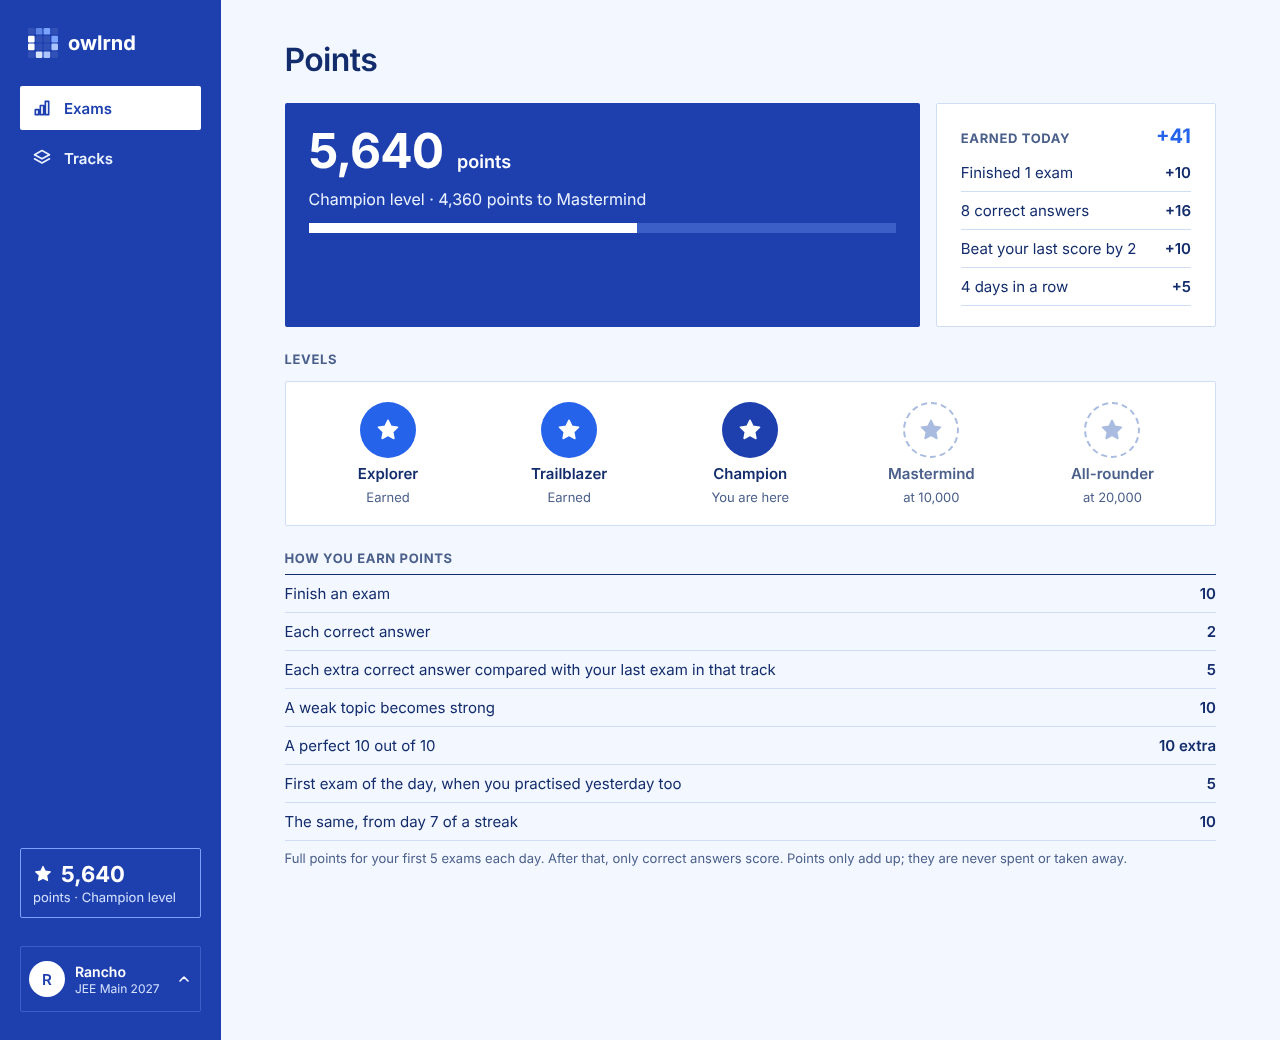 owlrnd
Exams
Tracks
5,640
points · Champion level
R
Rancho
JEE Main 2027
Points
5,640 points
Champion level · 4,360 points to Mastermind
EARNED TODAY +41
Finished 1 exam +10
8 correct answers +16
Beat your last score by 2 +10
4 days in a row +5
LEVELS
Explorer
Earned
Trailblazer
Earned
Champion
You are here
Mastermind
at 10,000
All-rounder
at 20,000
HOW YOU EARN POINTS
Finish an exam 10
Each correct answer 2
Each extra correct answer compared with your last exam in that track 5
A weak topic becomes strong 10
A perfect 10 out of 10 10 extra
First exam of the day, when you practised yesterday too 5
The same, from day 7 of a streak 10
Full points for your first 5 exams each day. After that, only correct answers score. Points only add up; they are never spent or taken away.